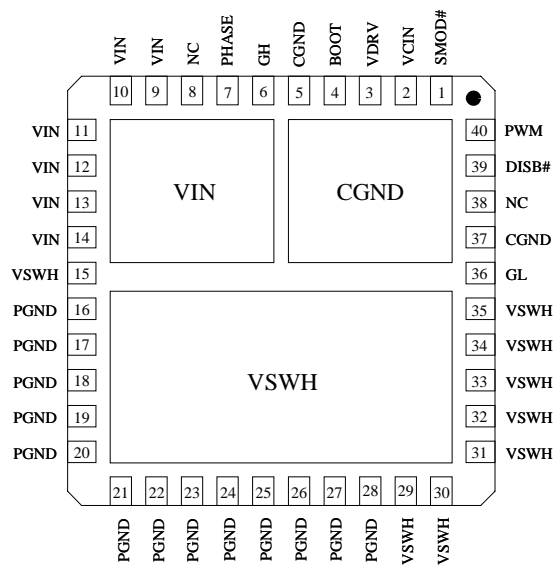 VIN VIN NC PHASE GH CGND BOOT VDRV VCIN SMOD#
10 9 8 7 6 5 4 3 2 1
VIN 11 40 PWM
VIN 12 39 DISB#
VIN CGND
VIN 13 38 NC
VIN 14 37 CGND
VSWH 15 36 GL
PGND 16 35 VSWH
PGND 17 34 VSWH
PGND 18 VSWH 33 VSWH
PGND 19 32 VSWH
PGND 20 31 VSWH
21 22 23 24 25 26 27 28 29 30
PGND PGND PGND PGND PGND PGND PGND PGND VSWH VSWH